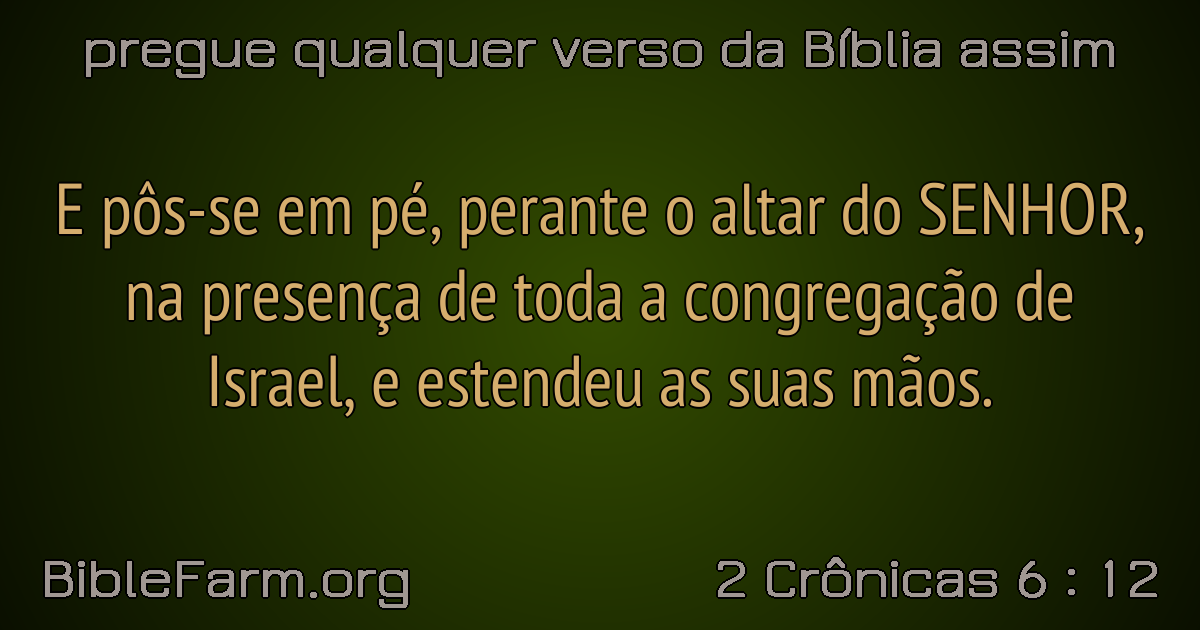 pregue qualquer verso da Bíblia assim
E pôs-se em pé, perante o altar do SENHOR,
na presença de toda a congregação de
Israel, e estendeu as suas mãos.
BibleFarm.org
2 Crônicas 6 : 12